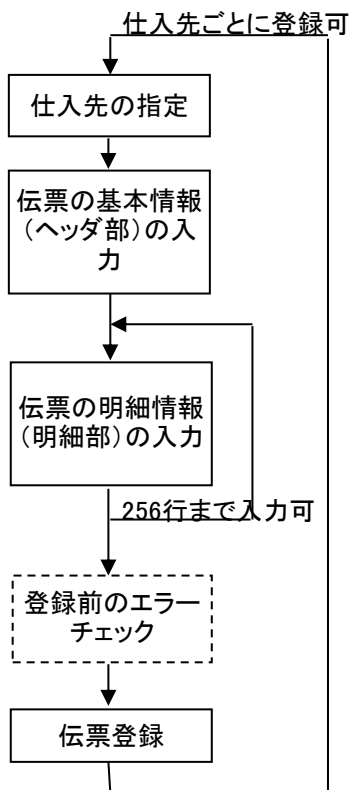 仕入先ごとに登録可
仕入先の指定
伝票の基本情報
（ヘッダ部）の入
力
伝票の明細情報
（明細部）の入力
256行まで入力可
登録前のエラー
チェック
伝票登録